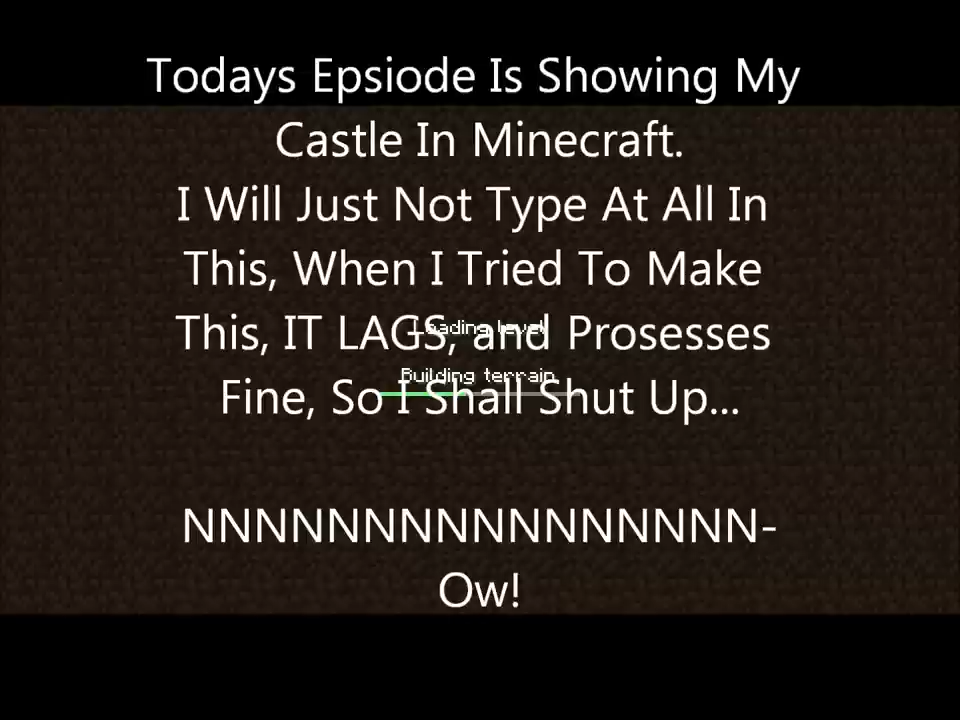 Todays Epsiode Is Showing My
Castle In Minecraft.
I Will Just Not Type At All In
This, When I Tried To Make
This, IT LAGS, and Prosesses
Loading level
Building terrain
Fine, So I Shall Shut Up...
NNNNNNNNNNNNNNNN-
Ow!